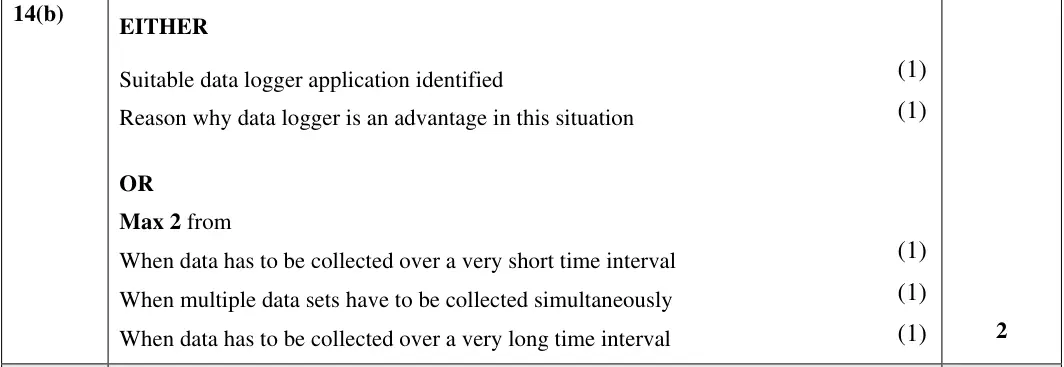 14(b)
EITHER
Suitable data logger application identified (1)
Reason why data logger is an advantage in this situation (1)
OR
Max 2 from
When data has to be collected over a very short time interval (1)
When multiple data sets have to be collected simultaneously (1)
When data has to be collected over a very long time interval (1) 2